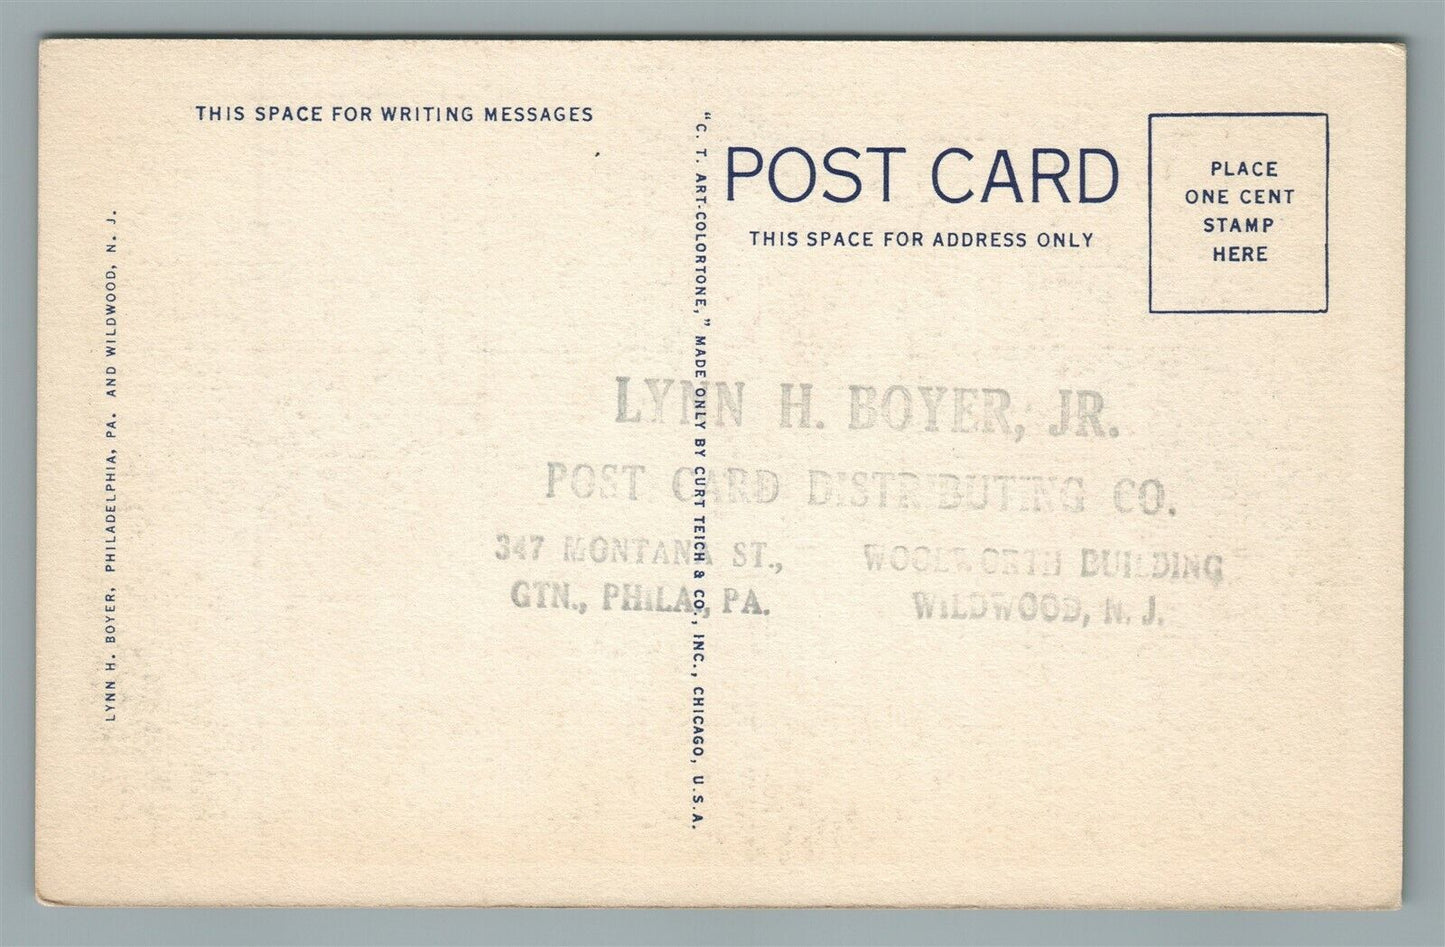 THIS SPACE FOR WRITING MESSAGES
LYNN H. BOYER, PHILADELPHIA, PA. AND WILDWOOD, N. J.
"C. T. ART-COLORTONE," MADE ONLY BY CURT TEICH & CO., INC., CHICAGO, U.S.A.
POST CARD
THIS SPACE FOR ADDRESS ONLY
PLACE
ONE CENT
STAMP
HERE
LYNN H. BOYER, JR.
POST CARD DISTRIBUTING CO.
347 MONTANA ST., WOOLWORTH BUILDING
GTN., PHILA., PA. WILDWOOD, N. J.